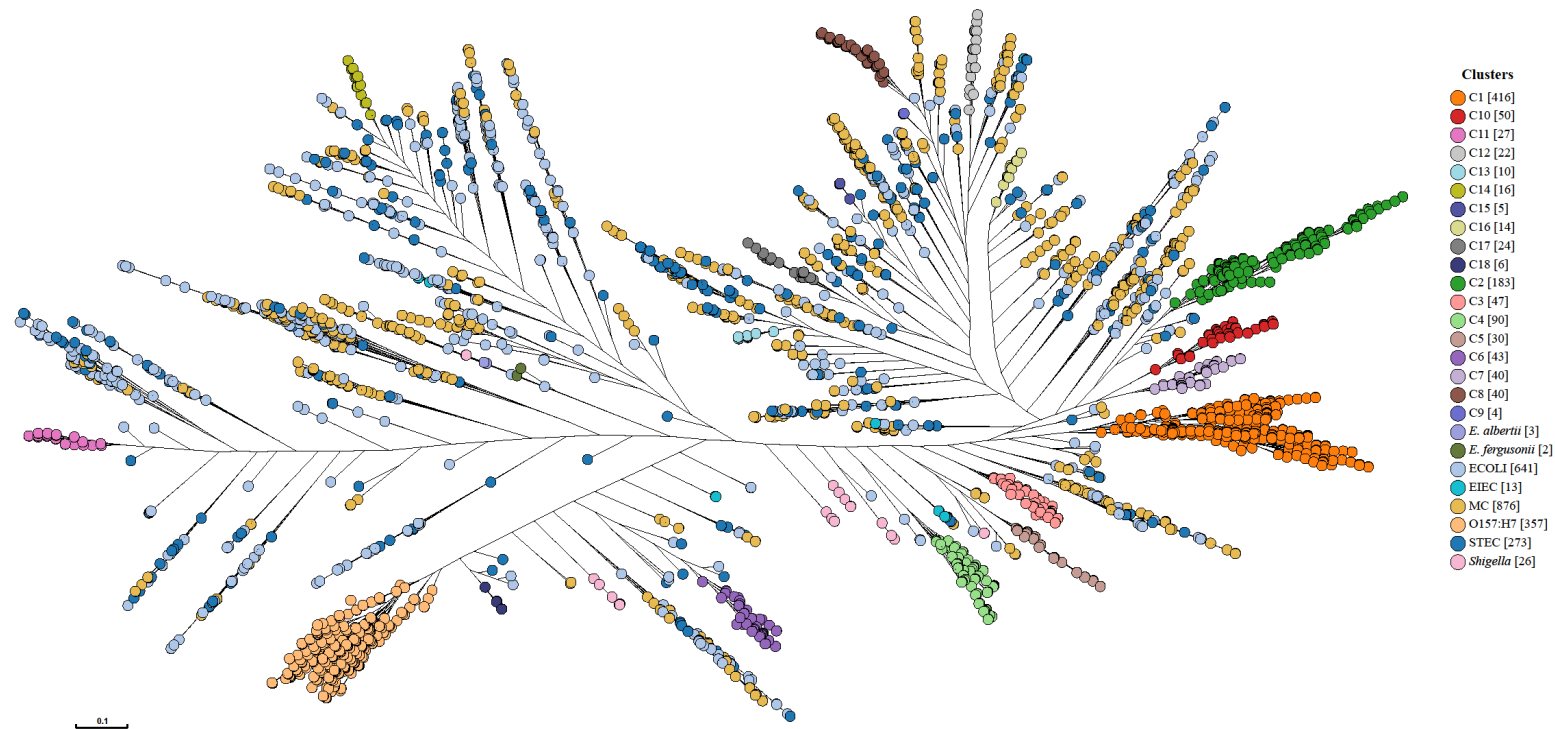 Clusters
C1 [416]
C10 [50]
C11 [27]
C12 [22]
C13 [10]
C14 [16]
C15 [5]
C16 [14]
C17 [24]
C18 [6]
C2 [183]
C3 [47]
C4 [90]
C5 [30]
C6 [43]
C7 [40]
C8 [40]
C9 [4]
E. albertii [3]
E. fergusonii [2]
ECOLI [641]
EIEC [13]
MC [876]
O157:H7 [357]
STEC [273]
Shigella [26]
0.1